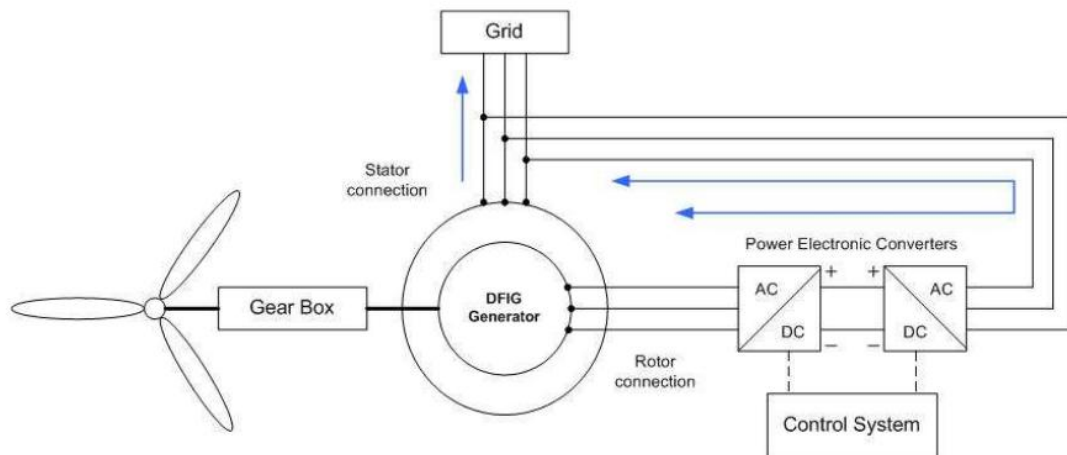 Grid
Stator
connection
Power Electronic Converters
Gear Box
DFIG
Generator
AC
DC
+ +
− −
AC
DC
Rotor
connection
Control System